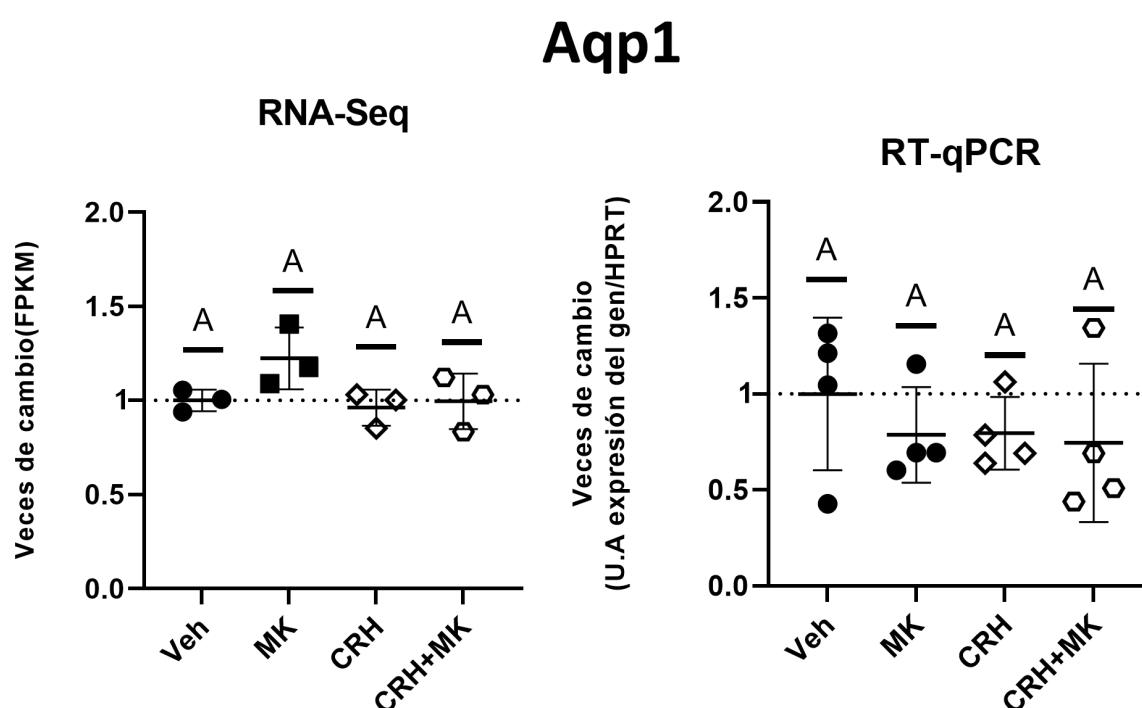 Aqp1
RNA-Seq
Veces de cambio(FPKM)
2.0
1.5
1
0.5
0.0
A
A
A
A
Veh
MK
CRH
CRH+MK
RT-qPCR
Veces de cambio
(U.A expresión del gen/HPRT)
2.0
1.5
1
0.5
0.0
A
A
A
A
Veh
MK
CRH
CRH+MK